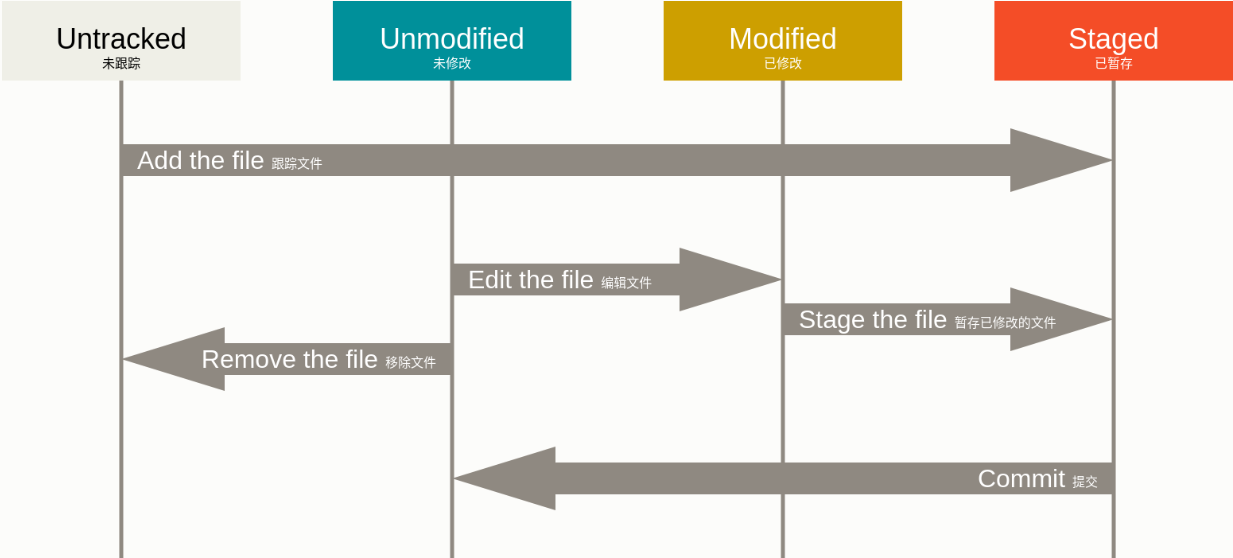 Untracked
未跟踪
Unmodified
未修改
Modified
已修改
Staged
已暂存
Add the file 跟踪文件
Edit the file 编辑文件
Stage the file 暂存已修改的文件
Remove the file 移除文件
Commit 提交